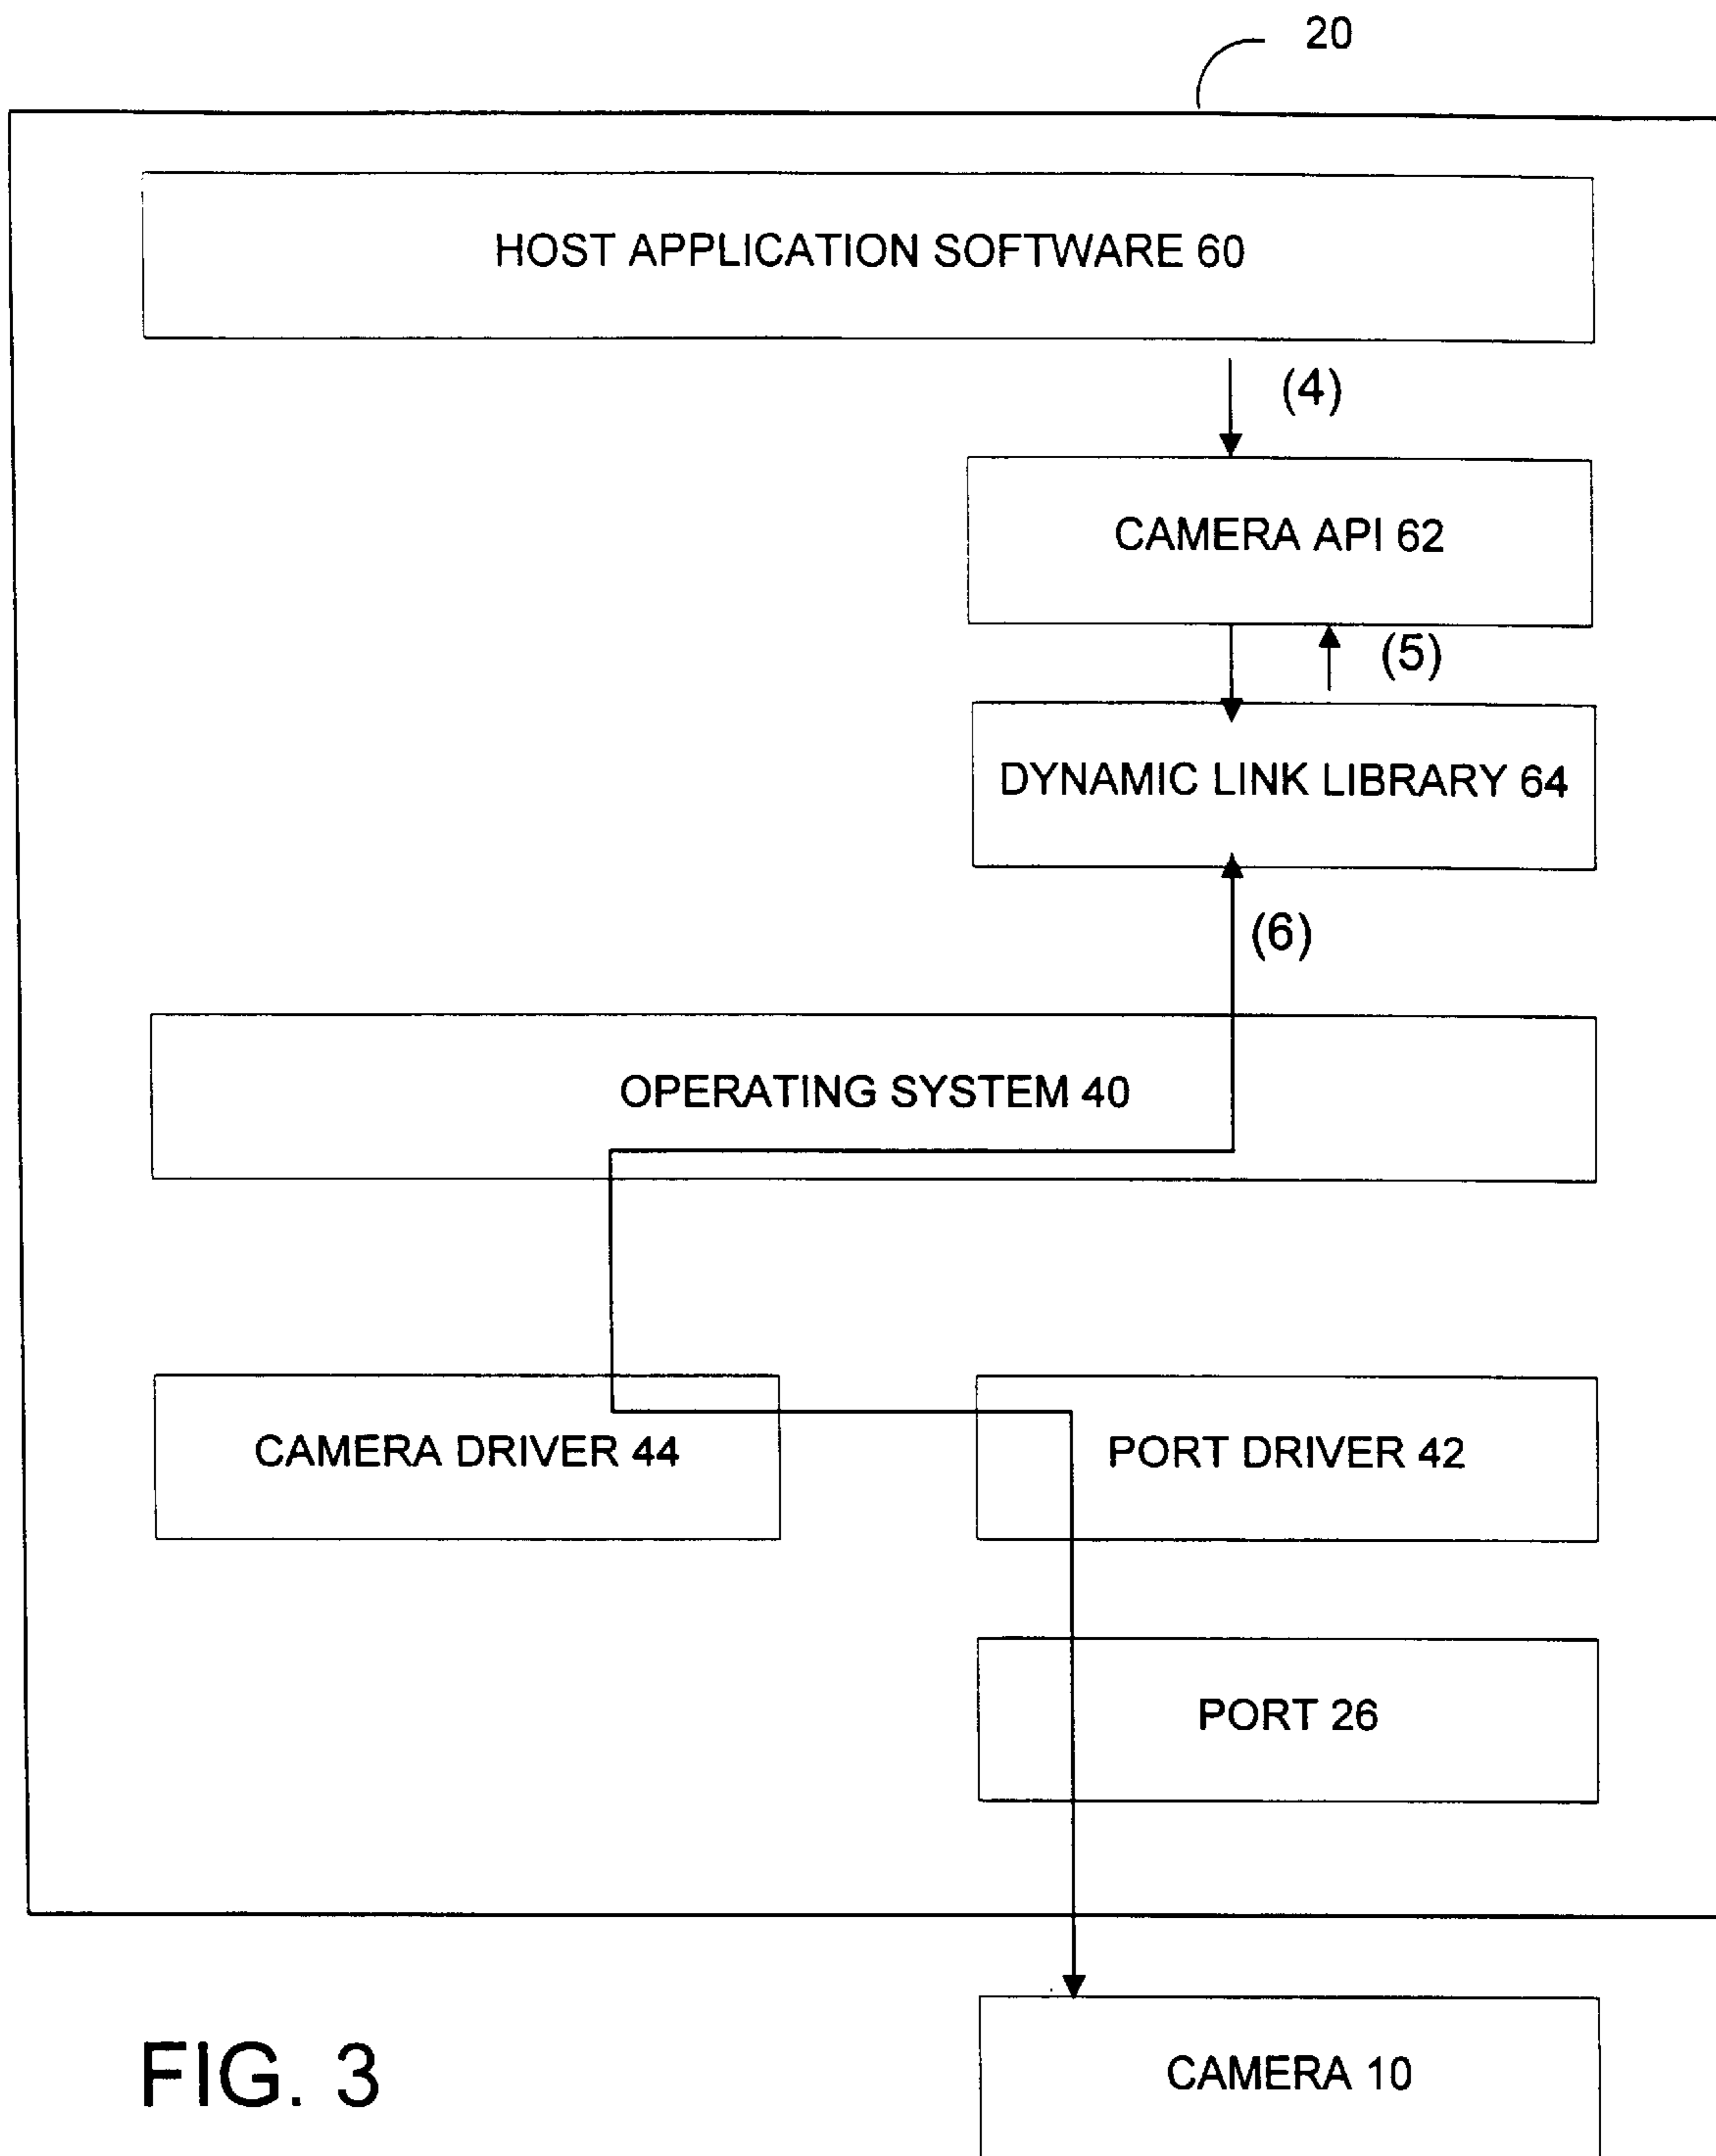 20
HOST APPLICATION SOFTWARE 60
(4)
CAMERA API 62
(5)
DYNAMIC LINK LIBRARY 64
(6)
OPERATING SYSTEM 40
CAMERA DRIVER 44
PORT DRIVER 42
PORT 26
CAMERA 10
FIG. 3